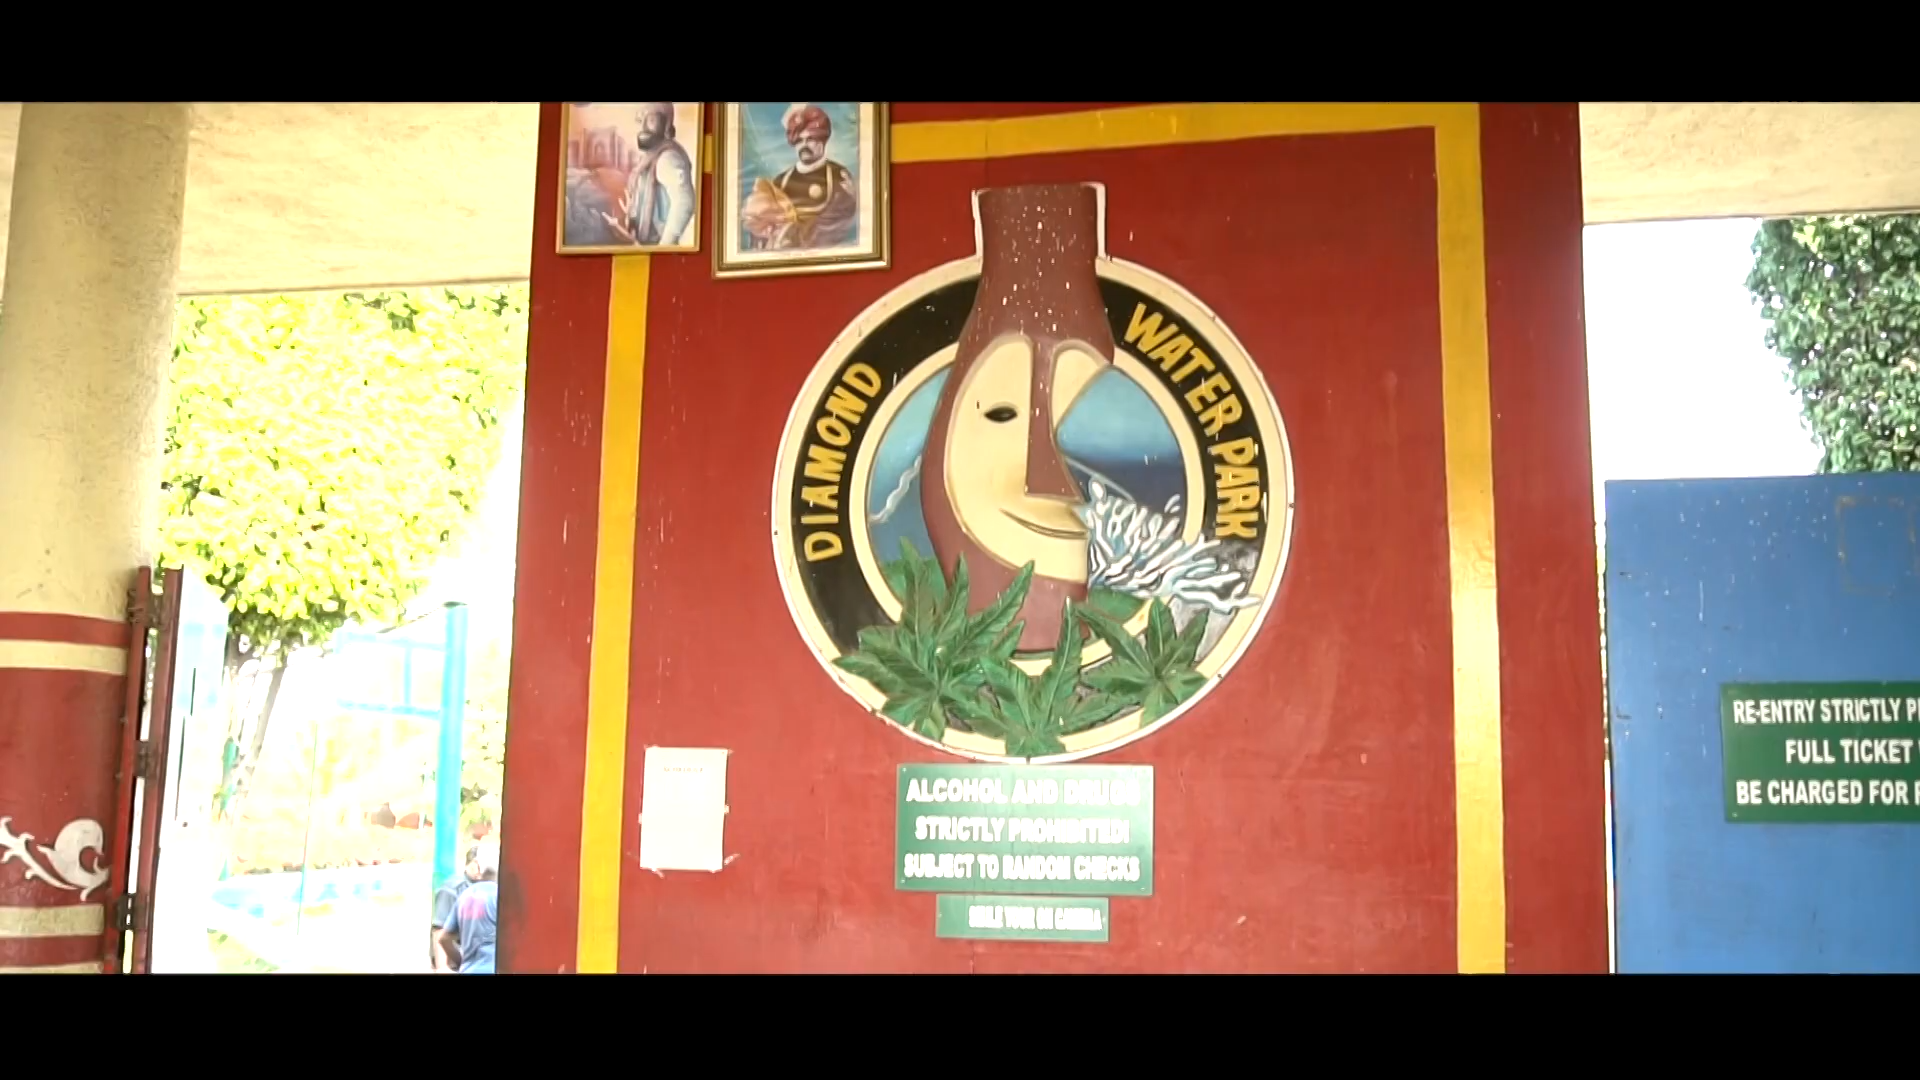 DIAMOND
WATER PARK
ALCOHOL AND DRUGS
STRICTLY PROHIBITED!
SUBJECT TO RANDOM CHECKS
RE-ENTRY STRICTLY
FULL TICKET
BE CHARGED FOR